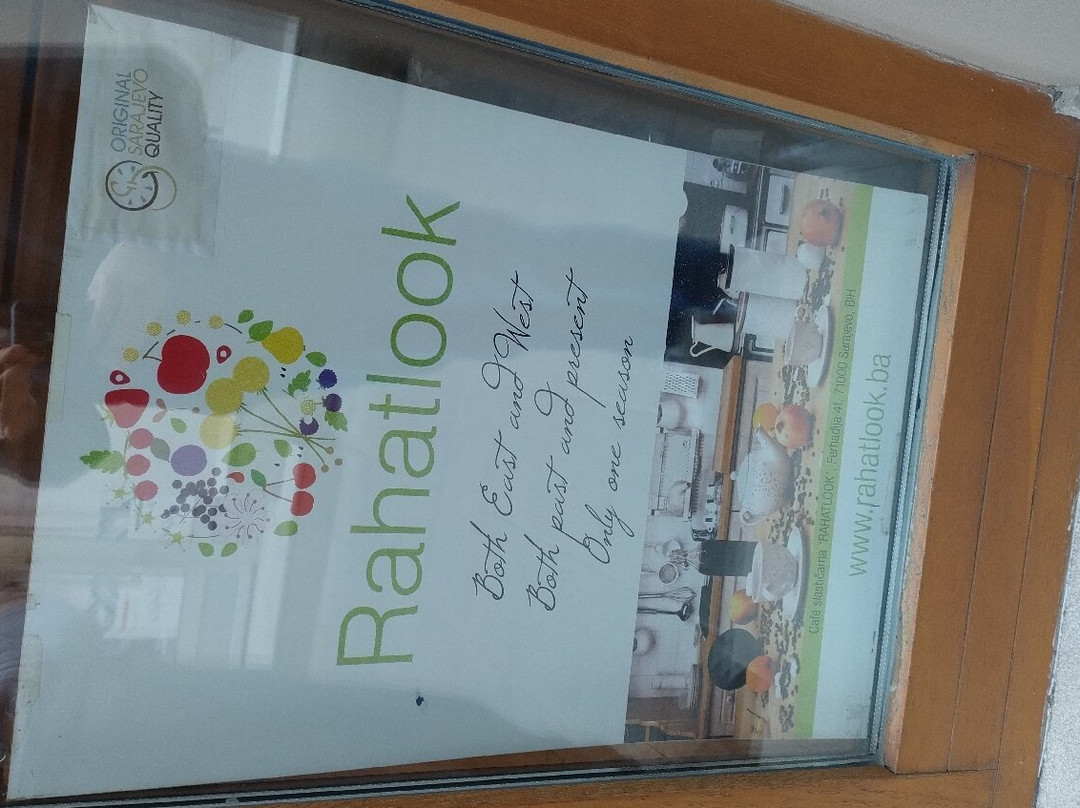 ORIGINAL
SARAJEVO
QUALITY
Rahatlook
Both East and West
Both past and present
Only one season
Café slastičarna "RAHATLOOK", Ferhadija 41, 71000 Sarajevo, BIH
www.rahatlook.ba